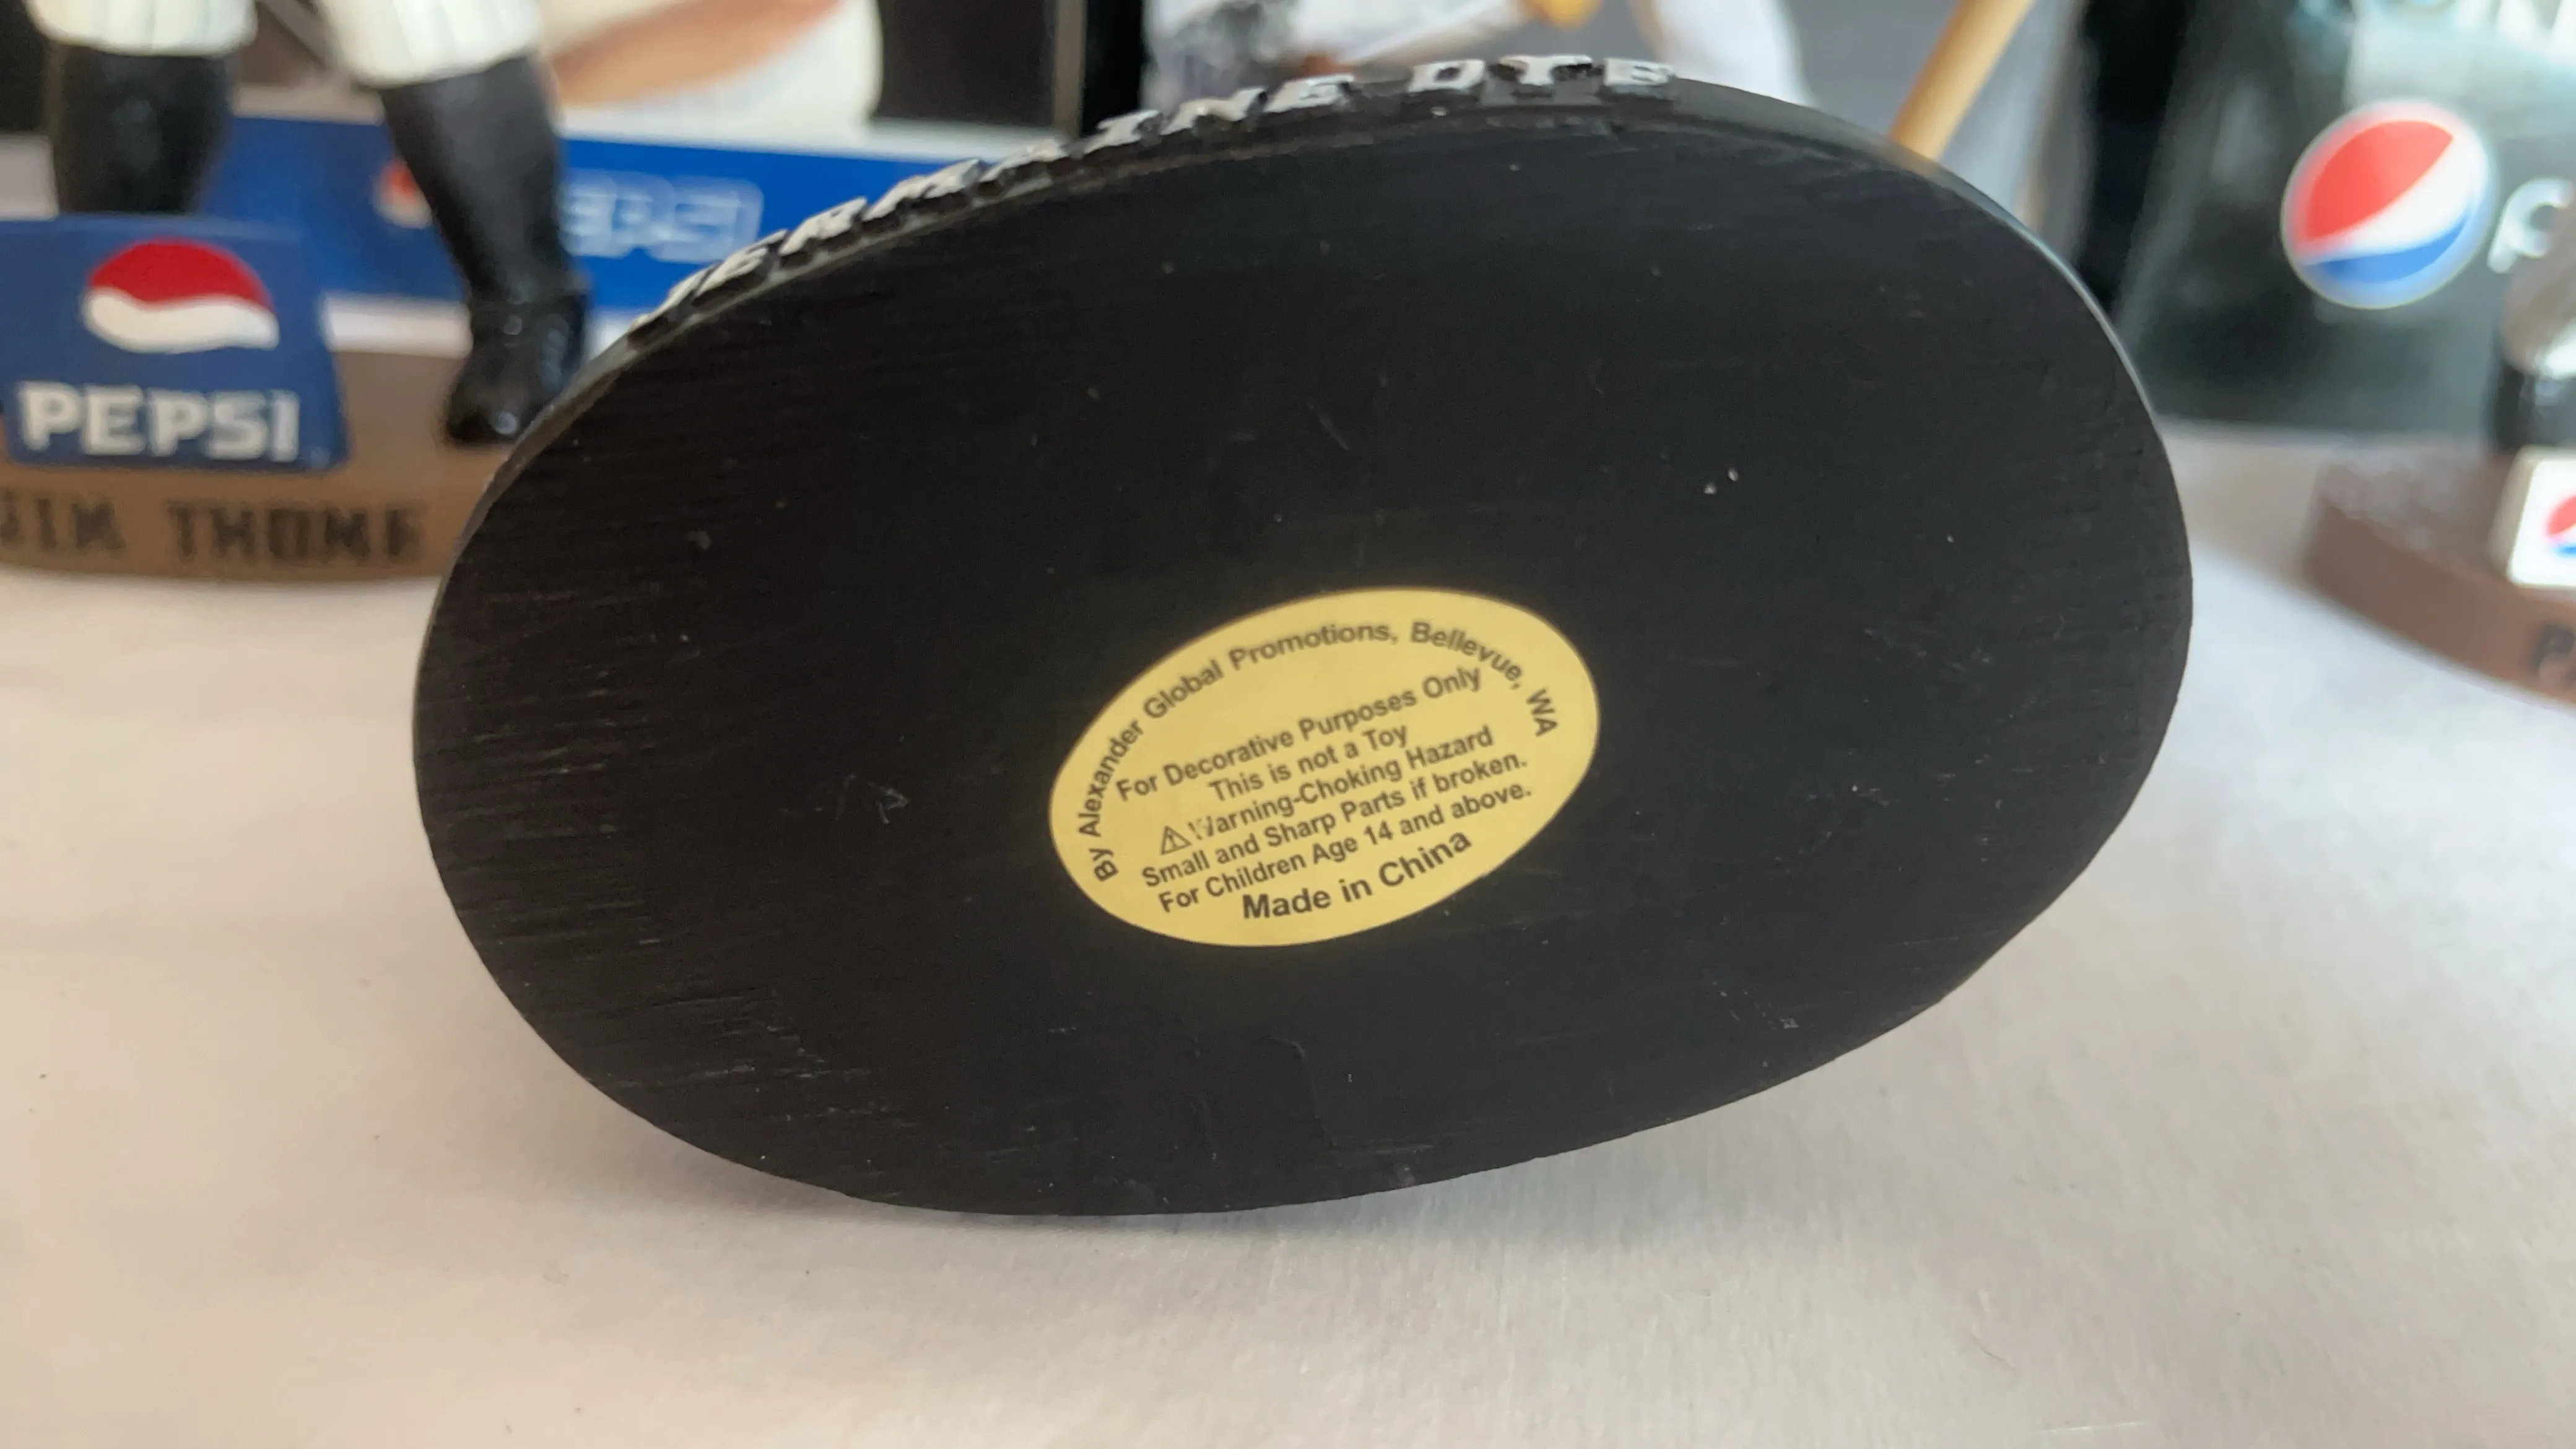 JERMAINE DYE
PEPSI
PEPSI
JIM THOME
By Alexander Global Promotions, Bellevue, WA
For Decorative Purposes Only
This is not a Toy
⚠Warning-Choking Hazard
Small and Sharp Parts if broken.
For Children Age 14 and above.
Made in China